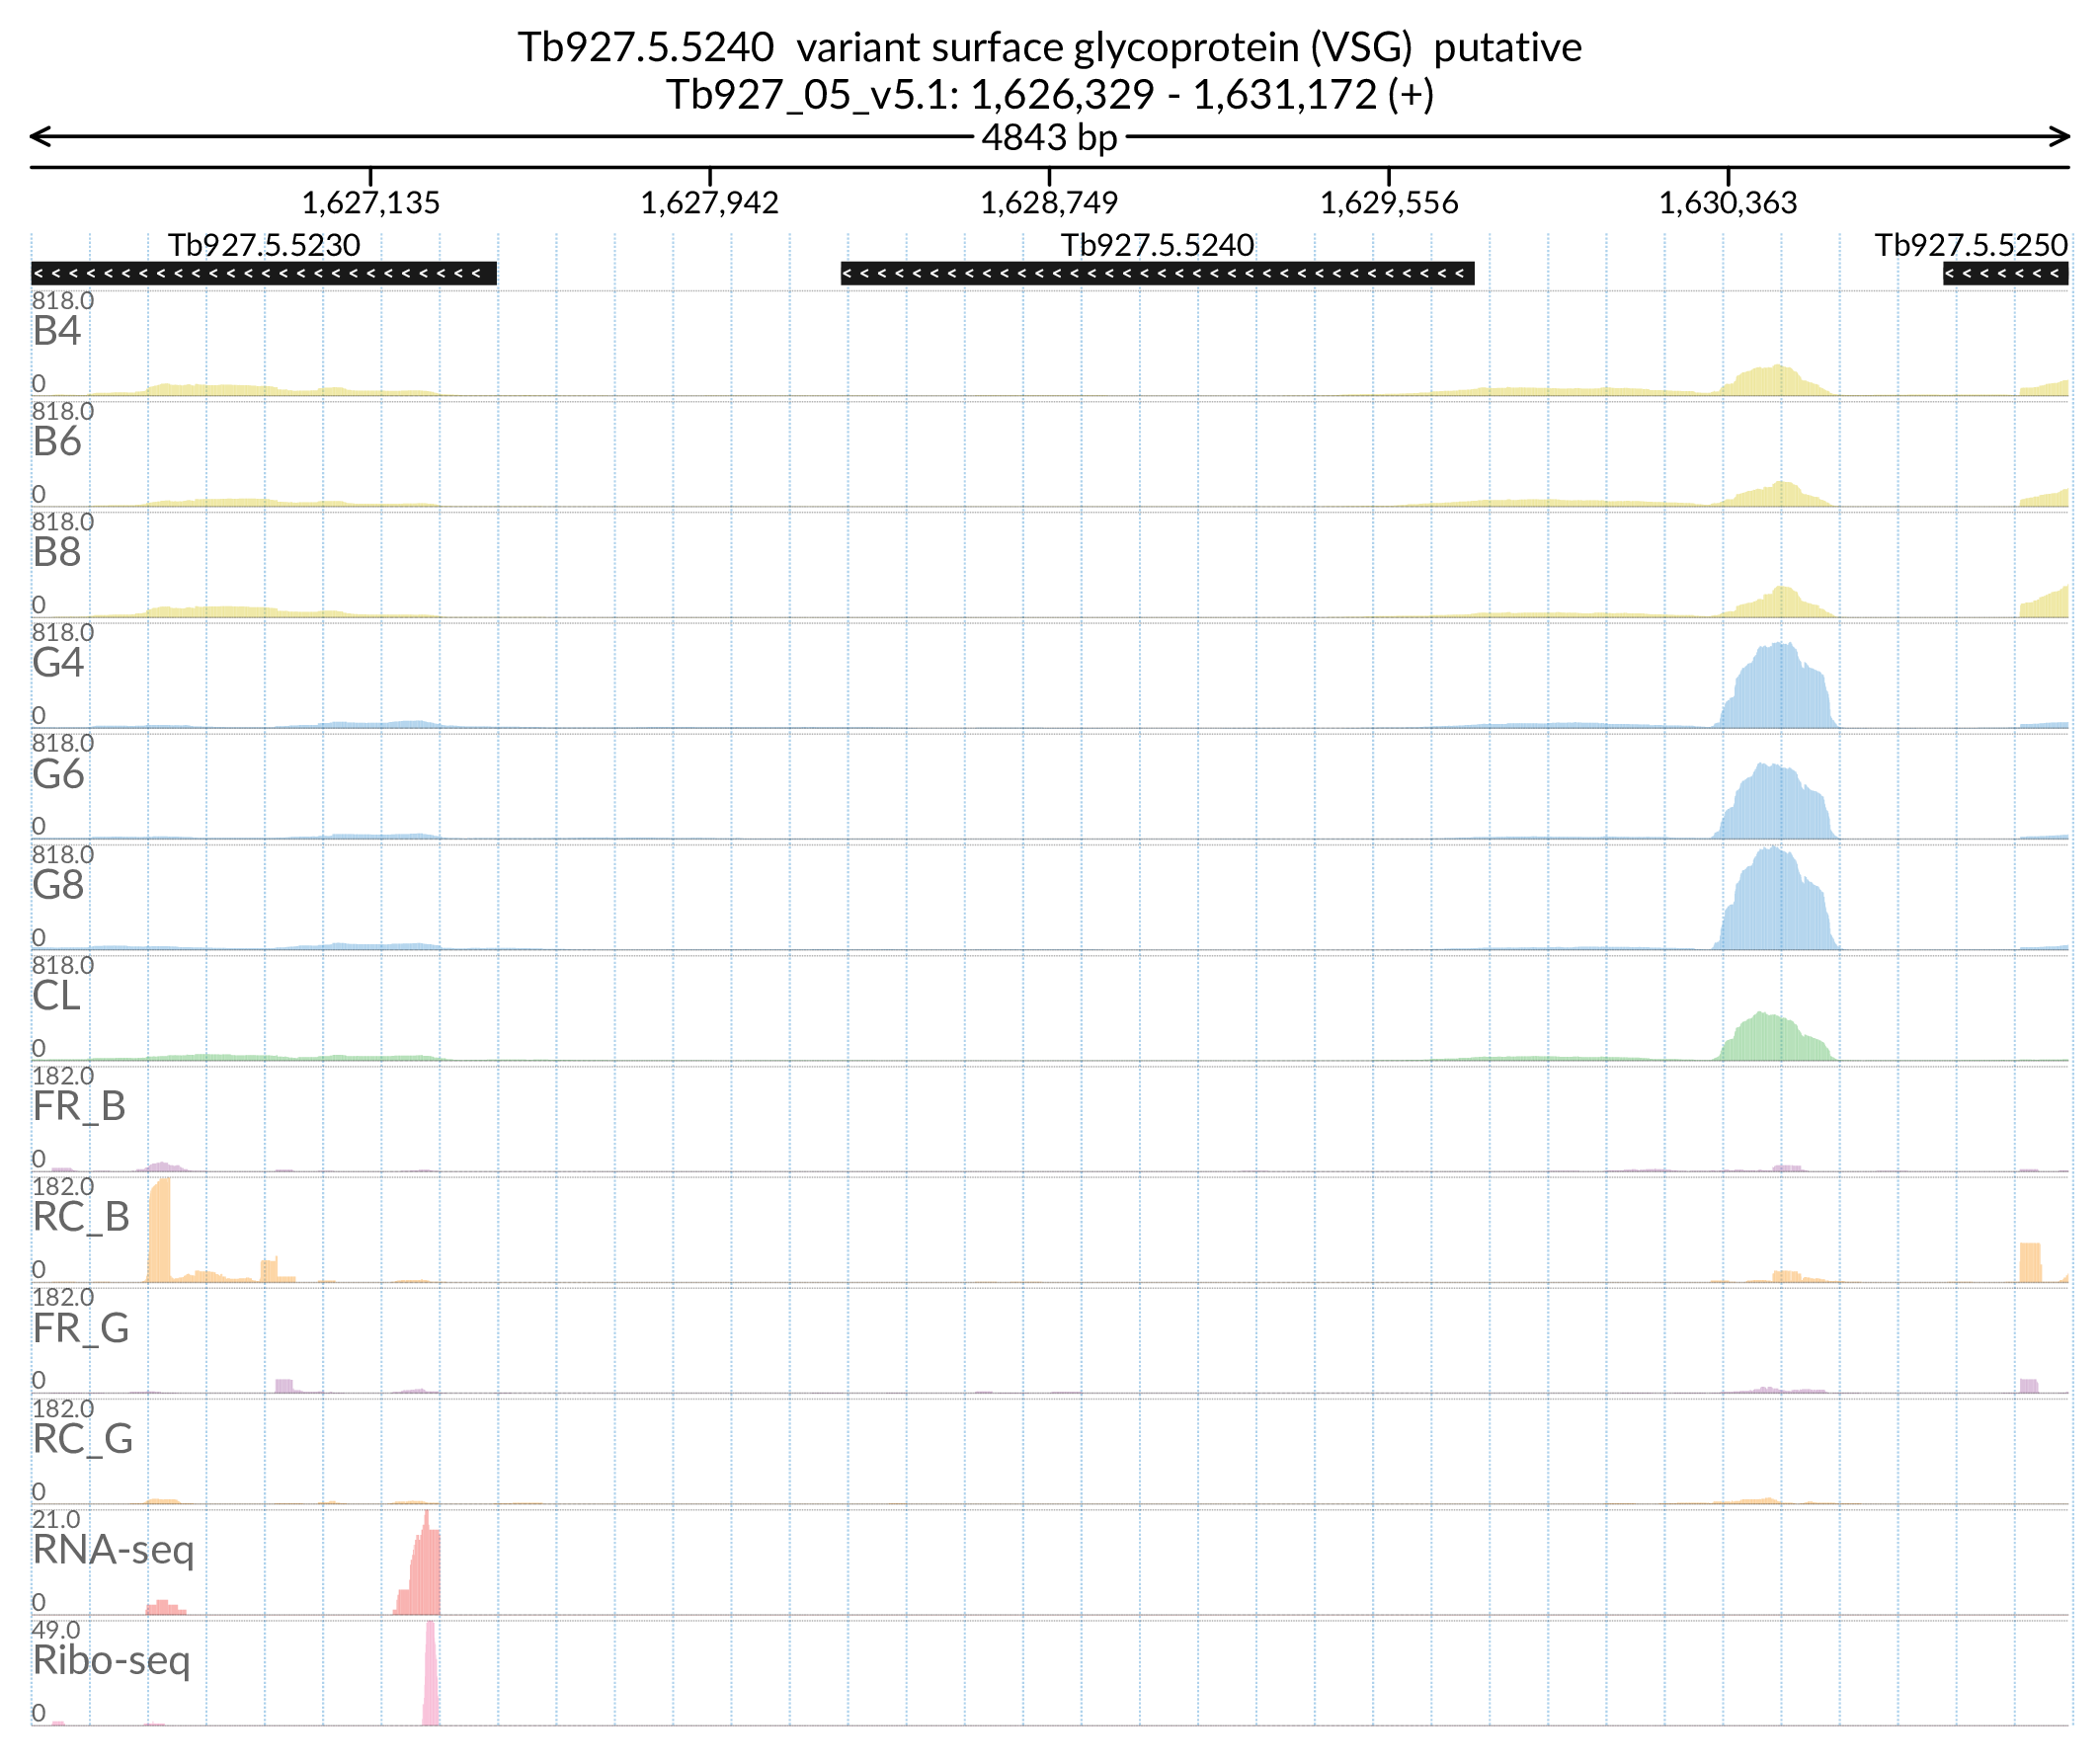 Tb927.5.5240 variant surface glycoprotein (VSG) putative
Tb927_05_v5.1: 1,626,329 - 1,631,172 (+)
4843 bp
1,627,135 1,627,942 1,628,749 1,629,556 1,630,363
Tb927.5.5230 Tb927.5.5240 Tb927.5.5250
818.0
B4
0
818.0
B6
0
818.0
B8
0
818.0
G4
0
818.0
G6
0
818.0
G8
0
818.0
CL
0
182.0
FR_B
0
182.0
RC_B
0
182.0
FR_G
0
182.0
RC_G
0
21.0
RNA-seq
0
49.0
Ribo-seq
0